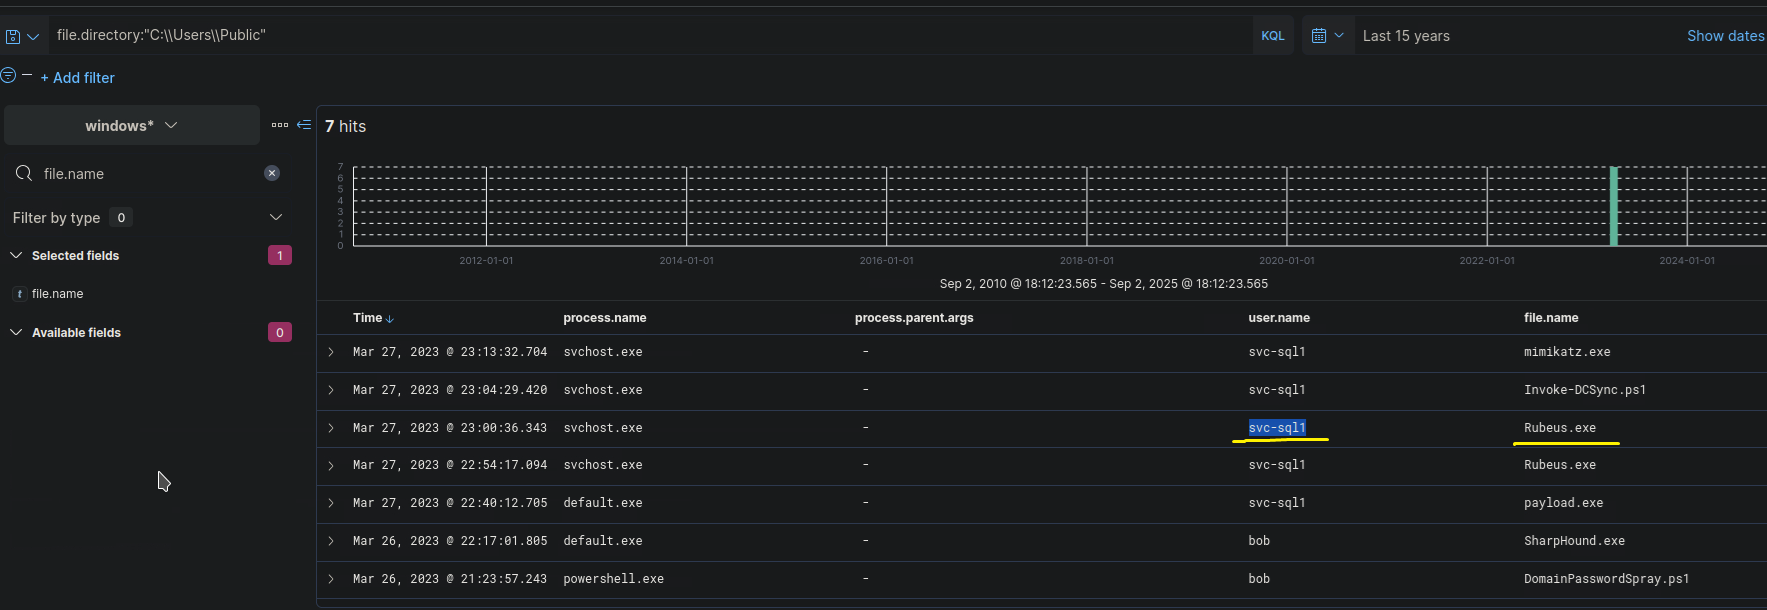 file.directory:"C:\\Users\\Public" KQL Last 15 years Show dates
+ Add filter
windows*
7 hits
file.name
Filter by type 0
Selected fields 1
t file.name
Available fields 0
7
6
5
4
3
2
1
0
2012-01-01 2014-01-01 2016-01-01 2018-01-01 2020-01-01 2022-01-01 2024-01-01
Sep 2, 2010 @ 18:12:23.565 - Sep 2, 2025 @ 18:12:23.565
Time process.name process.parent.args user.name file.name
Mar 27, 2023 @ 23:13:32.704 svchost.exe - svc-sql1 mimikatz.exe
Mar 27, 2023 @ 23:04:29.420 svchost.exe - svc-sql1 Invoke-DCSync.ps1
Mar 27, 2023 @ 23:00:36.343 svchost.exe - svc-sql1 Rubeus.exe
Mar 27, 2023 @ 22:54:17.094 svchost.exe - svc-sql1 Rubeus.exe
Mar 27, 2023 @ 22:40:12.705 default.exe - svc-sql1 payload.exe
Mar 26, 2023 @ 22:17:01.805 default.exe - bob SharpHound.exe
Mar 26, 2023 @ 21:23:57.243 powershell.exe - bob DomainPasswordSpray.ps1